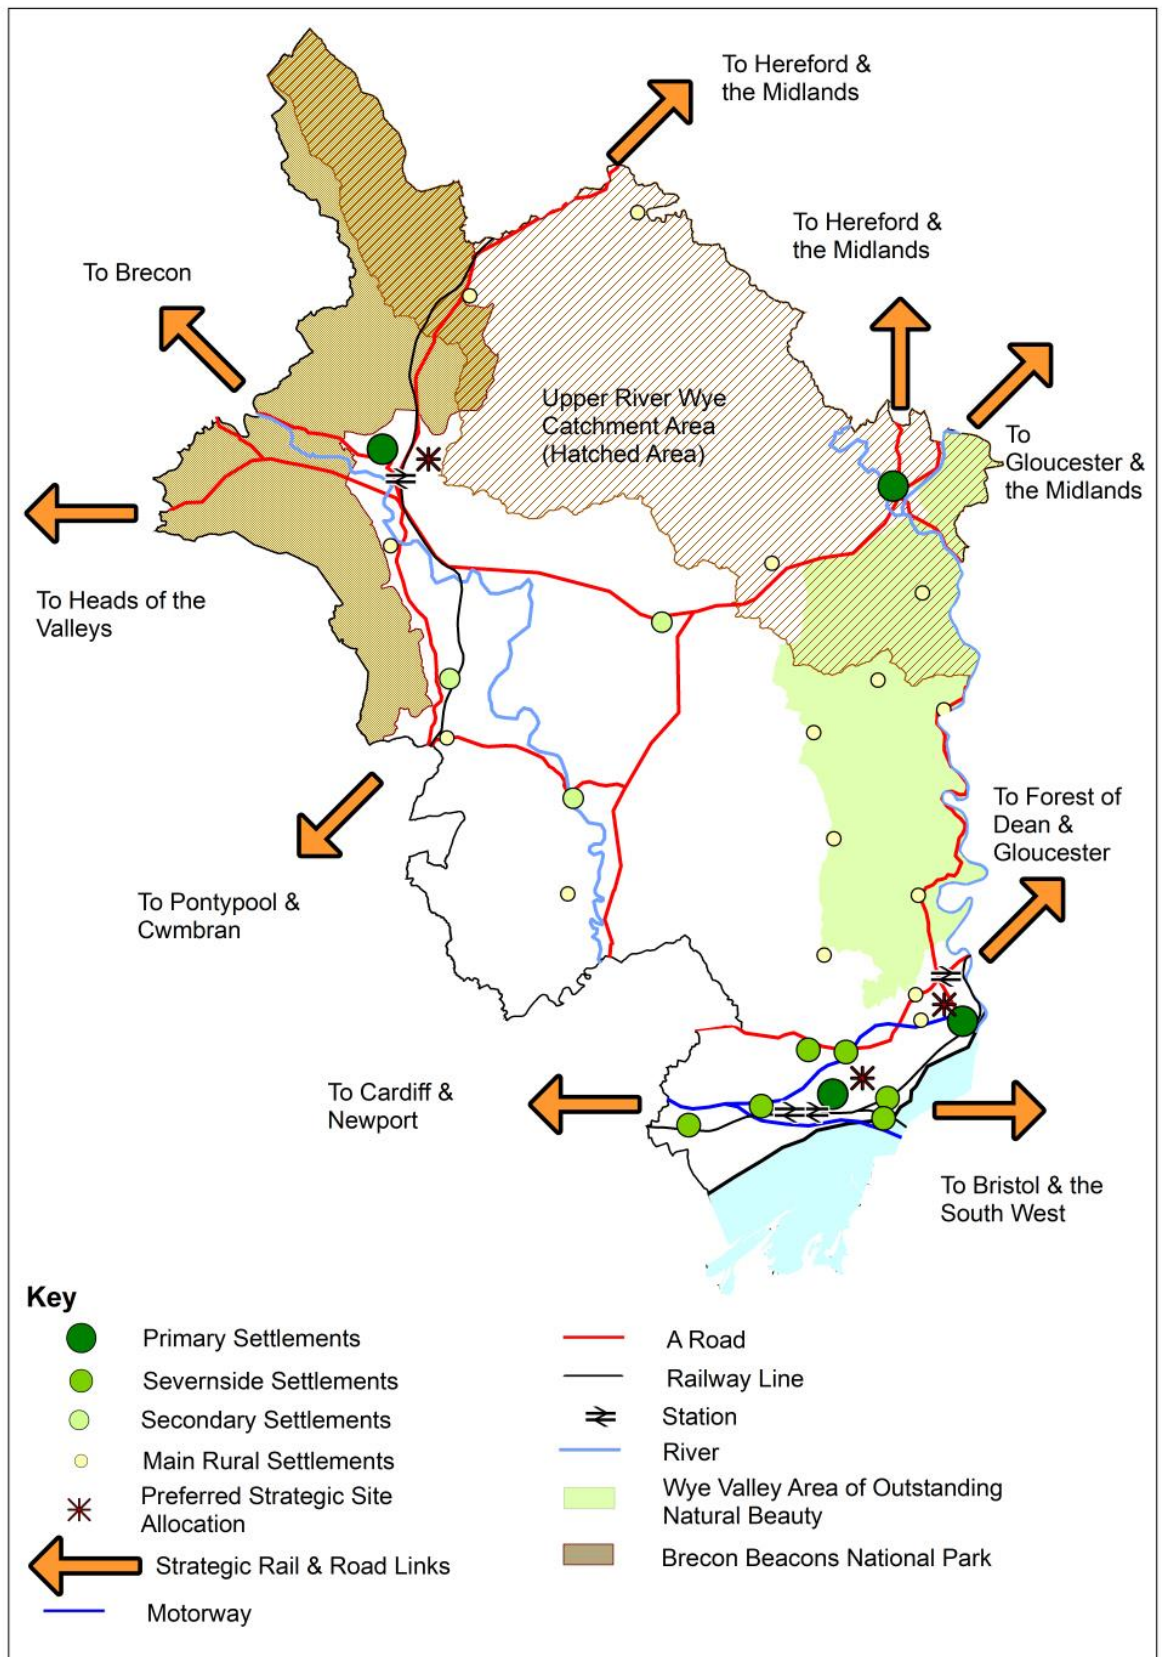 To Hereford &
the Midlands
To Hereford &
the Midlands
To Brecon
Upper River Wye
Catchment Area
(Hatched Area)
To
Gloucester &
the Midlands
To Heads of the
Valleys
To Forest of
Dean &
Gloucester
To Pontypool &
Cwmbran
To Cardiff &
Newport
To Bristol & the
South West
Key
Primary Settlements
Severnside Settlements
Secondary Settlements
Main Rural Settlements
Preferred Strategic Site
Allocation
Strategic Rail & Road Links
Motorway
A Road
Railway Line
Station
River
Wye Valley Area of Outstanding
Natural Beauty
Brecon Beacons National Park